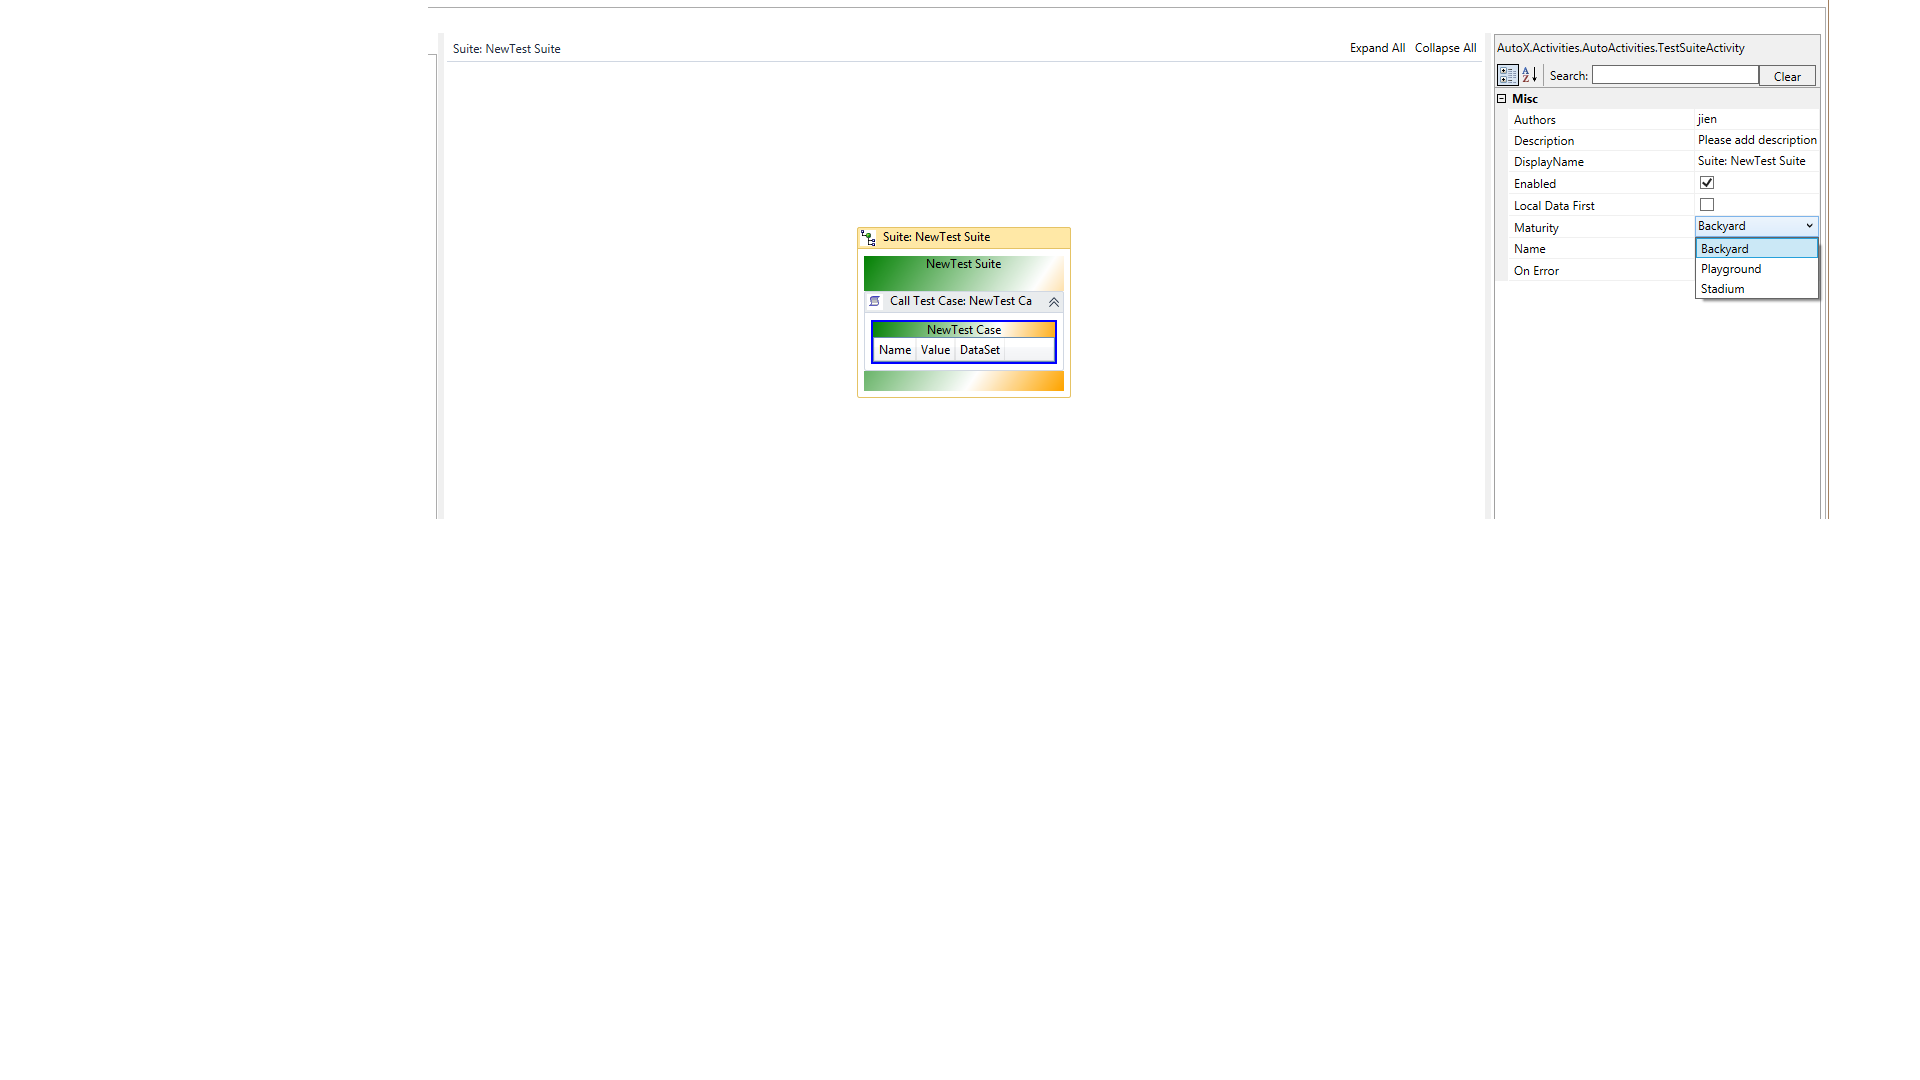 Suite: NewTest Suite
Expand All Collapse All
Suite: NewTest Suite
NewTest Suite
Call Test Case: NewTest Ca
NewTest Case
Name Value DataSet
AutoX.Activities.AutoActivities.TestSuiteActivity
Search: Clear
Misc
Authors jien
Description Please add description
DisplayName Suite: NewTest Suite
Enabled
Local Data First
Maturity Backyard
Name
On Error
Backyard
Playground
Stadium